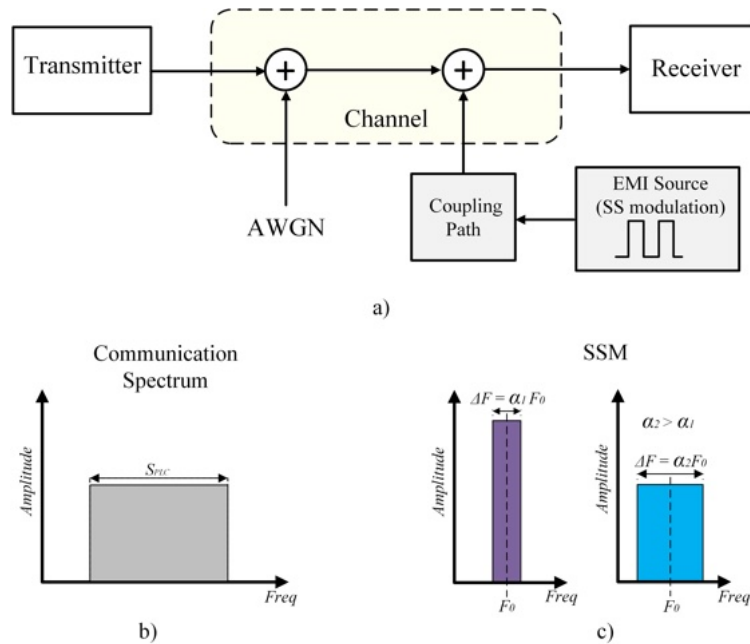 Transmitter
Receiver
Channel
AWGN
Coupling
Path
EMI Source
(SS modulation)
a)
Communication
Spectrum
Amplitude
SPLC
Freq
b)
SSM
Amplitude
ΔF = α1 F0
F0
Freq
Amplitude
α2 > α1
ΔF = α2F0
F0
Freq
c)